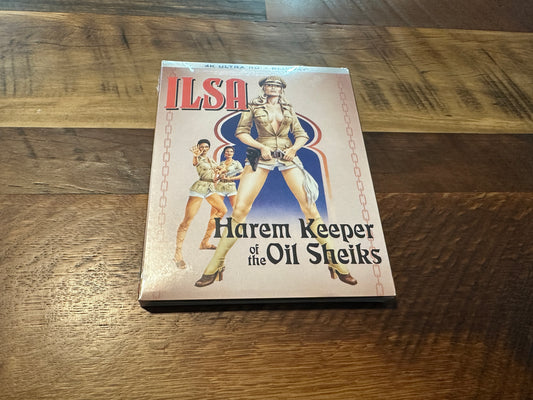 4K ULTRA HD + BLU-RAY
ILSA
Harem Keeper
of the Oil Sheiks